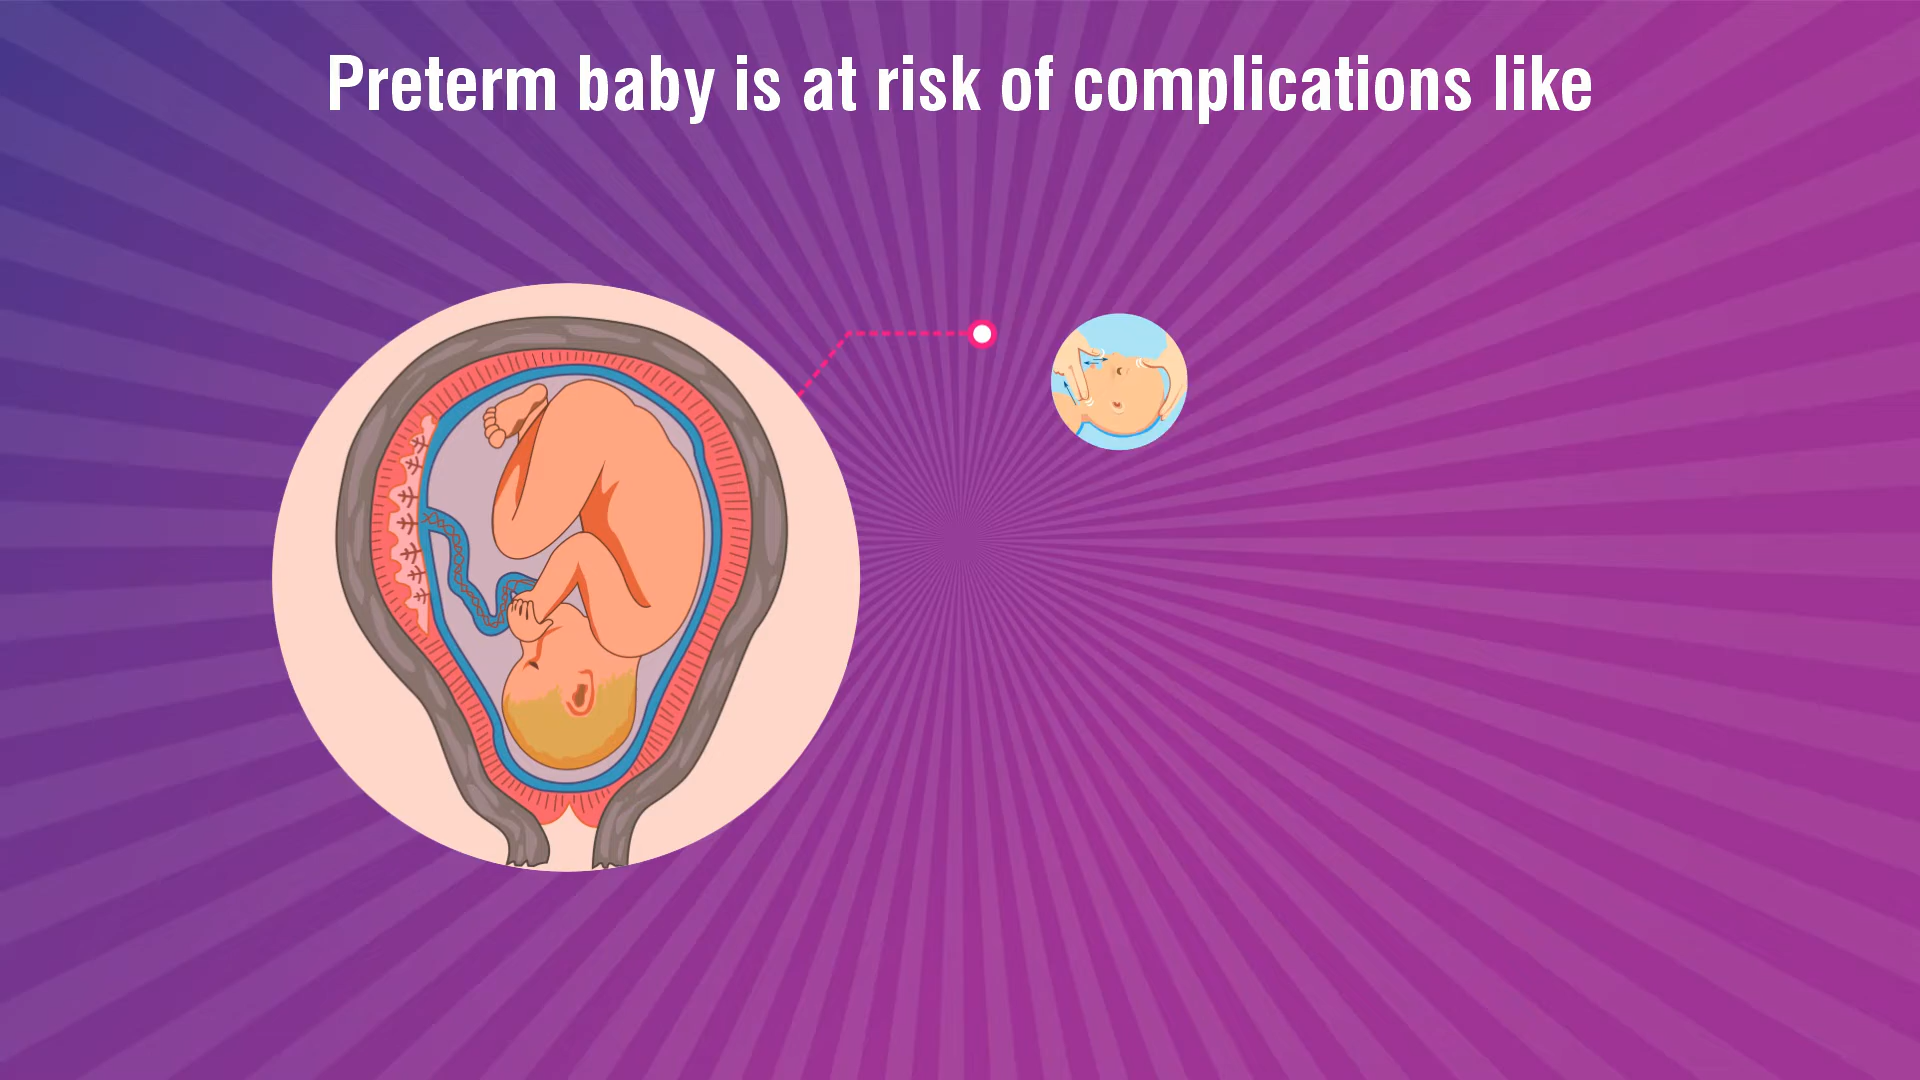 Preterm baby is at risk of complications like